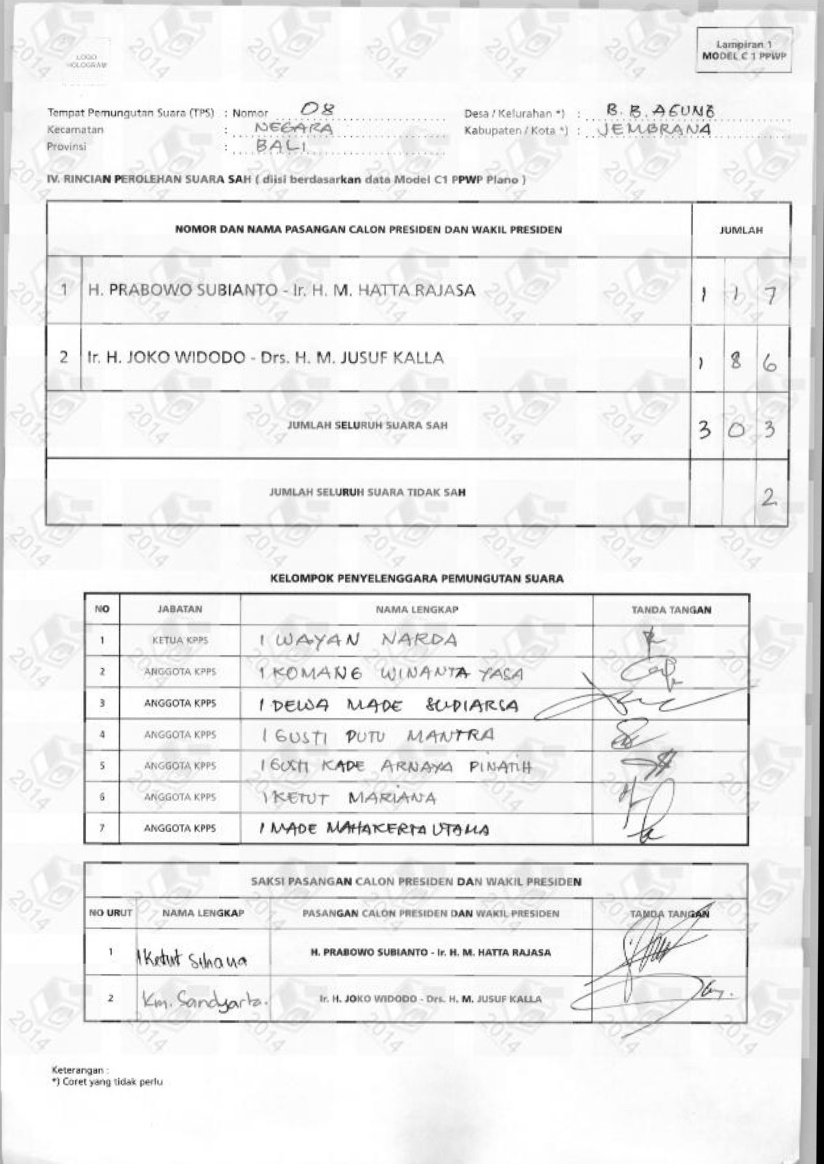 LOGO
HOLOGRAM
Lampiran 1
MODEL C 1 PPWP
Tempat Pemungutan Suara (TPS) : Nomor 08 Desa / Kelurahan *) : B. B. AGUNG
Kecamatan : NEGARA Kabupaten / Kota *) : JEMBRANA
Provinsi : BALI
IV. RINCIAN PEROLEHAN SUARA SAH ( diisi berdasarkan data Model C1 PPWP Plano )
NOMOR DAN NAMA PASANGAN CALON PRESIDEN DAN WAKIL PRESIDEN JUMLAH
1 H. PRABOWO SUBIANTO - Ir. H. M. HATTA RAJASA 1 1 7
2 Ir. H. JOKO WIDODO - Drs. H. M. JUSUF KALLA 1 8 6
JUMLAH SELURUH SUARA SAH 3 0 3
JUMLAH SELURUH SUARA TIDAK SAH 2
KELOMPOK PENYELENGGARA PEMUNGUTAN SUARA
NO JABATAN NAMA LENGKAP TANDA TANGAN
1 KETUA KPPS I WAYAN NARDA
2 ANGGOTA KPPS I KOMANG WINANTA YASA
3 ANGGOTA KPPS I DEWA MADE SUDIARSA
4 ANGGOTA KPPS I GUSTI PUTU MANTRA
5 ANGGOTA KPPS I GUSTI KADE ARNAYA PINATIH
6 ANGGOTA KPPS I KETUT MARIANA
7 ANGGOTA KPPS I MADE MAHAKERTA UTAMA
SAKSI PASANGAN CALON PRESIDEN DAN WAKIL PRESIDEN
NO URUT NAMA LENGKAP PASANGAN CALON PRESIDEN DAN WAKIL PRESIDEN TANDA TANGAN
1 I Ketut Suhana H. PRABOWO SUBIANTO - Ir. H. M. HATTA RAJASA
2 Km. Sandyarta. Ir. H. JOKO WIDODO - Drs. H. M. JUSUF KALLA
Keterangan :
*) Coret yang tidak perlu